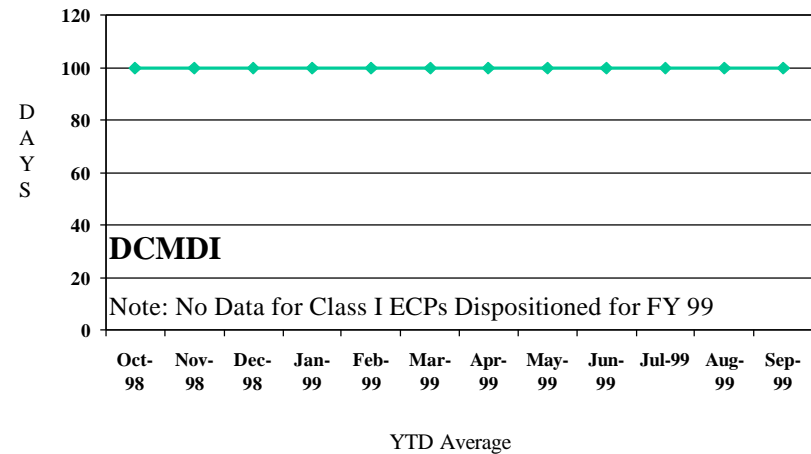 120
100
D
A
Y
S
80
60
40
DCMDI
20
Note: No Data for Class I ECPs Dispositioned for FY 99
0
Oct- Nov- Dec- Jan- Feb- Mar- Apr- May- Jun- Jul-99 Aug- Sep-
98 98 98 99 99 99 99 99 99 99 99
YTD Average